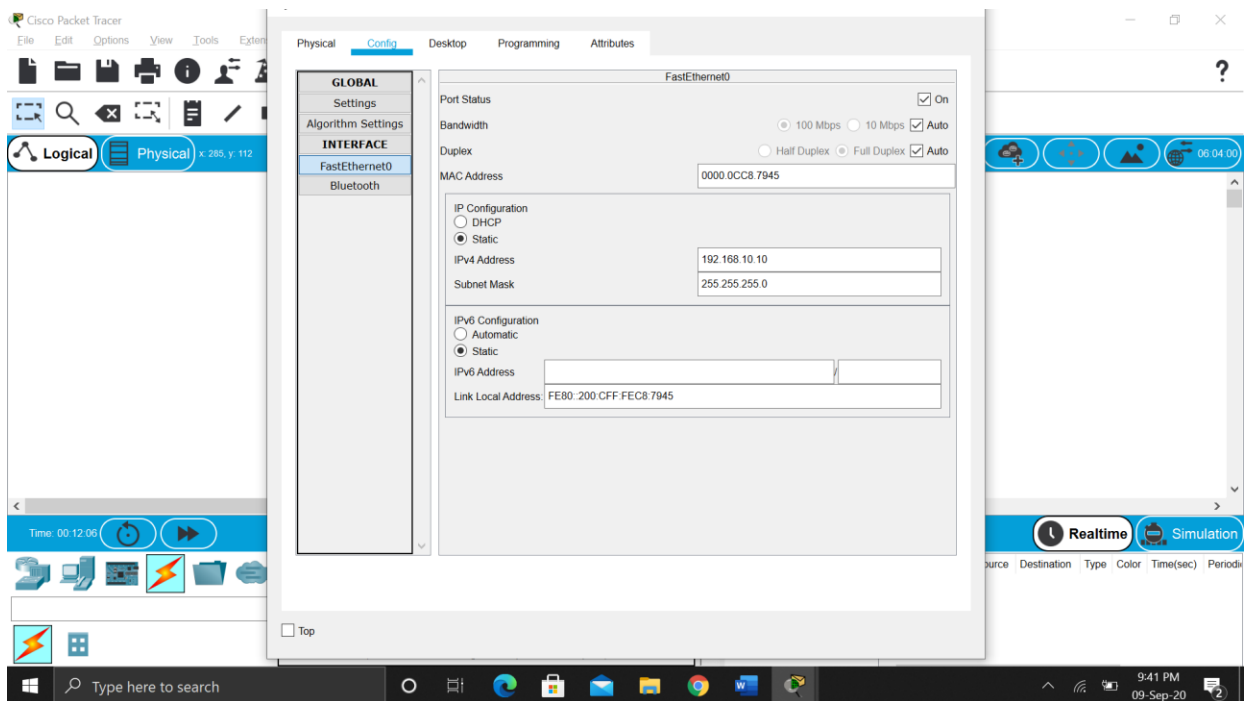 Cisco Packet Tracer
File Edit Options View Tools
Physical Config Desktop Programming Attributes
GLOBAL
Settings
Algorithm Settings
INTERFACE
FastEthernet0
Bluetooth
FastEthernet0
Port Status On
Bandwidth 100 Mbps 10 Mbps Auto
Duplex Half Duplex Full Duplex Auto
MAC Address 0000.0CC8.7945
IP Configuration
DHCP
Static
IPv4 Address 192.168.10.10
Subnet Mask 255.255.255.0
IPv6 Configuration
Automatic
Static
IPv6 Address /
Link Local Address: FE80::200:CFF:FEC8:7945
Top
Logical Physical x: 285, y: 112
06:04:00
Time: 00:12:06
Realtime Simulation
Destination Type Color Time(sec)
Type here to search
9:41 PM
09-Sep-20
2